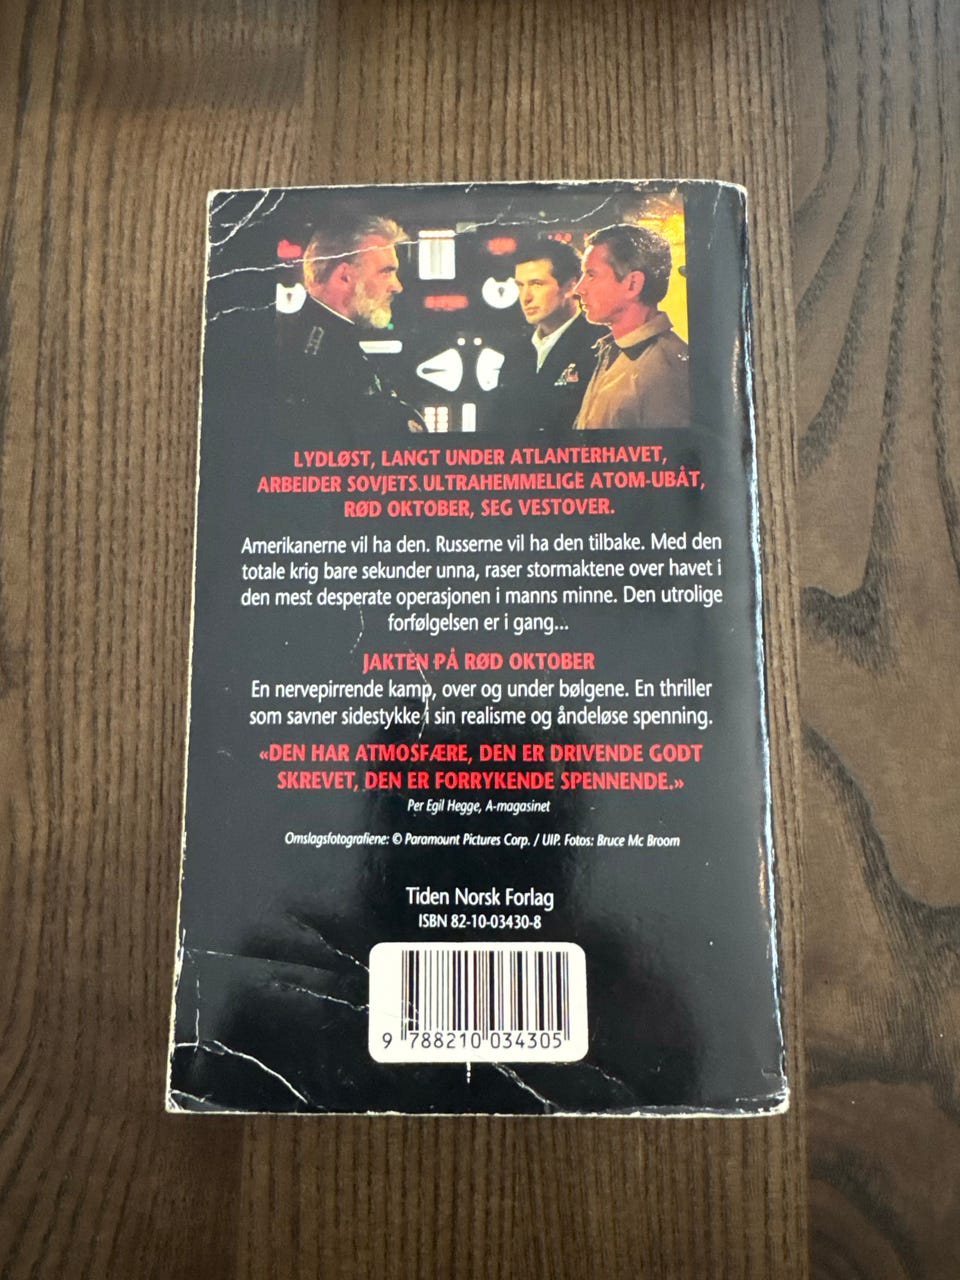 LYDLØST, LANGT UNDER ATLANTERHAVET,
ARBEIDER SOVJETS ULTRAHEMMELIGE ATOM-UBÅT,
RØD OKTOBER, SEG VESTOVER.
Amerikanerne vil ha den. Russerne vil ha den tilbake. Med den
totale krig bare sekunder unna, raser stormaktene over havet i
den mest desperate operasjonen i manns minne. Den utrolige
forfølgelsen er i gang...
JAKTEN PÅ RØD OKTOBER
En nervepirrende kamp, over og under bølgene. En thriller
som savner sidestykke i sin realisme og åndeløse spenning.
«DEN HAR ATMOSFÆRE, DEN ER DRIVENDE GODT
SKREVET, DEN ER FORRYKENDE SPENNENDE.»
Per Egil Hegge, A-magasinet
Omslagsfotografiene: © Paramount Pictures Corp. / UIP. Fotos: Bruce Mc Broom
Tiden Norsk Forlag
ISBN 82-10-03430-8
9 788210 034305